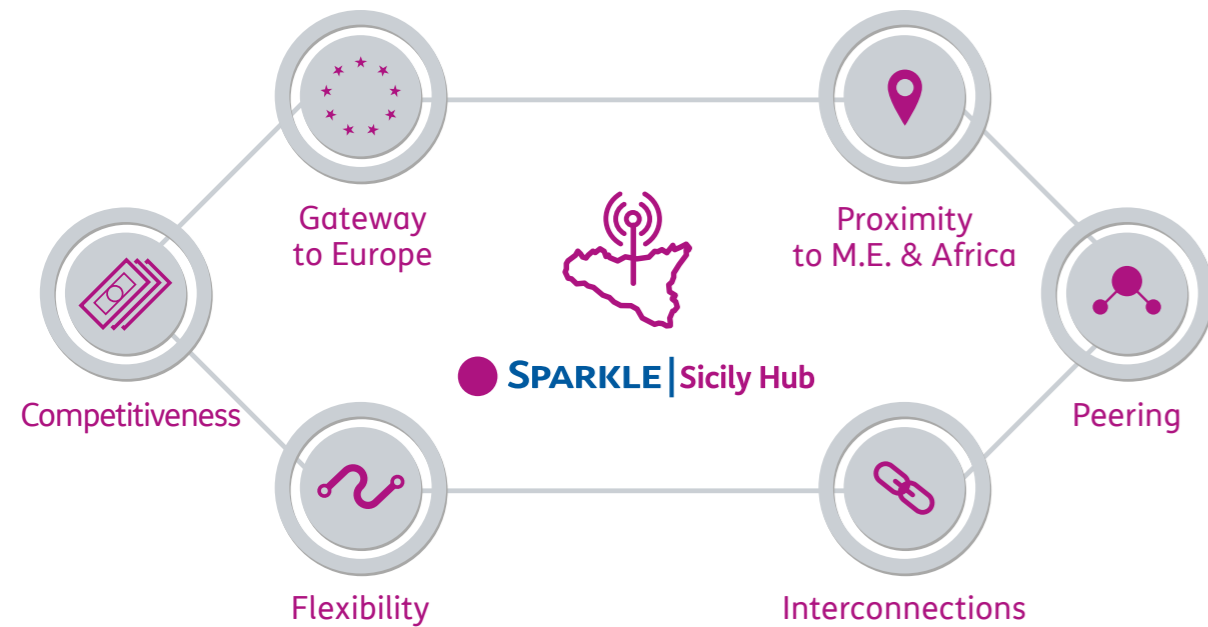 Gateway
to Europe
Proximity
to M.E. & Africa
SPARKLE | Sicily Hub
Competitiveness
Peering
Flexibility
Interconnections